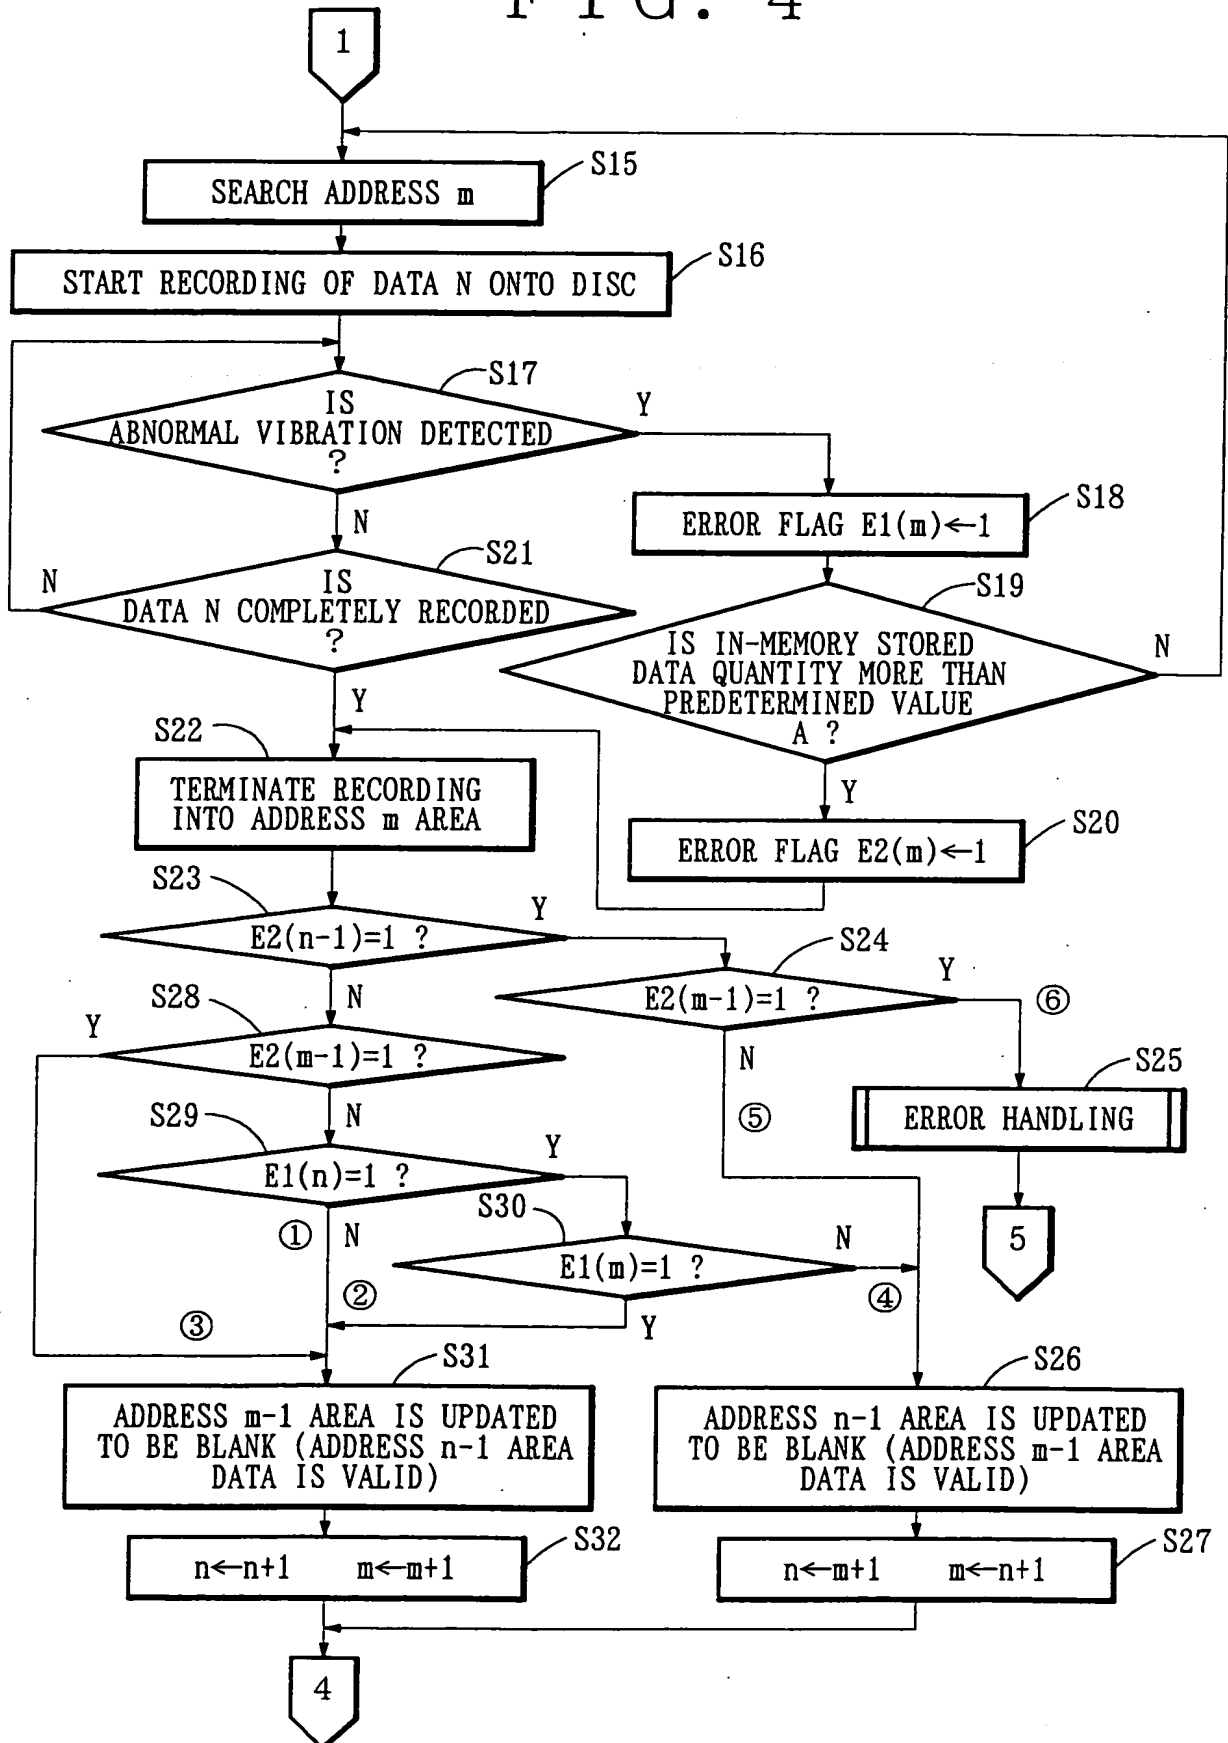 FIG. 4
1
S15
SEARCH ADDRESS m
S16
START RECORDING OF DATA N ONTO DISC
S17
IS
ABNORMAL VIBRATION DETECTED
?
Y
N
S18
ERROR FLAG E1(m)←1
S21
N
IS
DATA N COMPLETELY RECORDED
?
Y
S19
IS IN-MEMORY STORED
DATA QUANTITY MORE THAN
PREDETERMINED VALUE
A ?
N
Y
S22
TERMINATE RECORDING
INTO ADDRESS m AREA
S20
ERROR FLAG E2(m)←1
S23
E2(n-1)=1 ?
Y
N
S24
E2(m-1)=1 ?
Y
⑥
N
⑤
S25
ERROR HANDLING
5
S28
Y
E2(m-1)=1 ?
N
S29
E1(n)=1 ?
Y
① N
S30
E1(m)=1 ?
N
④
②
Y
③
S31
ADDRESS m-1 AREA IS UPDATED
TO BE BLANK (ADDRESS n-1 AREA
DATA IS VALID)
S26
ADDRESS n-1 AREA IS UPDATED
TO BE BLANK (ADDRESS m-1 AREA
DATA IS VALID)
S32
n←n+1 m←m+1
S27
n←m+1 m←n+1
4